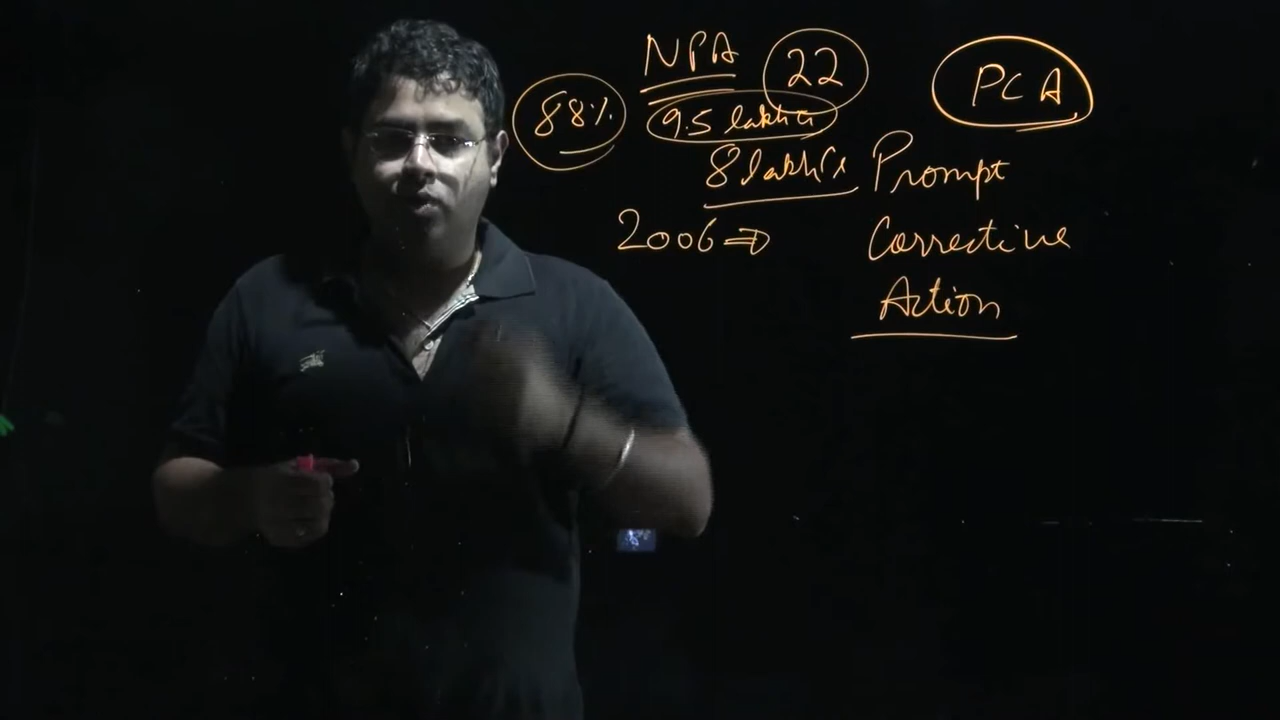 NPA 22
88%
9.5 lakh cr
8 lakh cr
2006 ⇒
PCA
Prompt
Corrective
Action